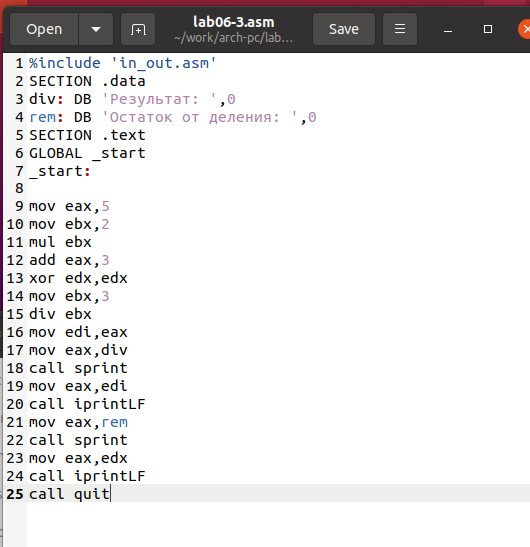 Open
lab06-3.asm
~/work/arch-pc/lab...
Save
1 %include 'in_out.asm'
2 SECTION .data
3 div: DB 'Результат: ',0
4 rem: DB 'Остаток от деления: ',0
5 SECTION .text
6 GLOBAL _start
7 _start:
8
9 mov eax,5
10 mov ebx,2
11 mul ebx
12 add eax,3
13 xor edx,edx
14 mov ebx,3
15 div ebx
16 mov edi,eax
17 mov eax,div
18 call sprint
19 mov eax,edi
20 call iprintLF
21 mov eax,rem
22 call sprint
23 mov eax,edx
24 call iprintLF
25 call quit